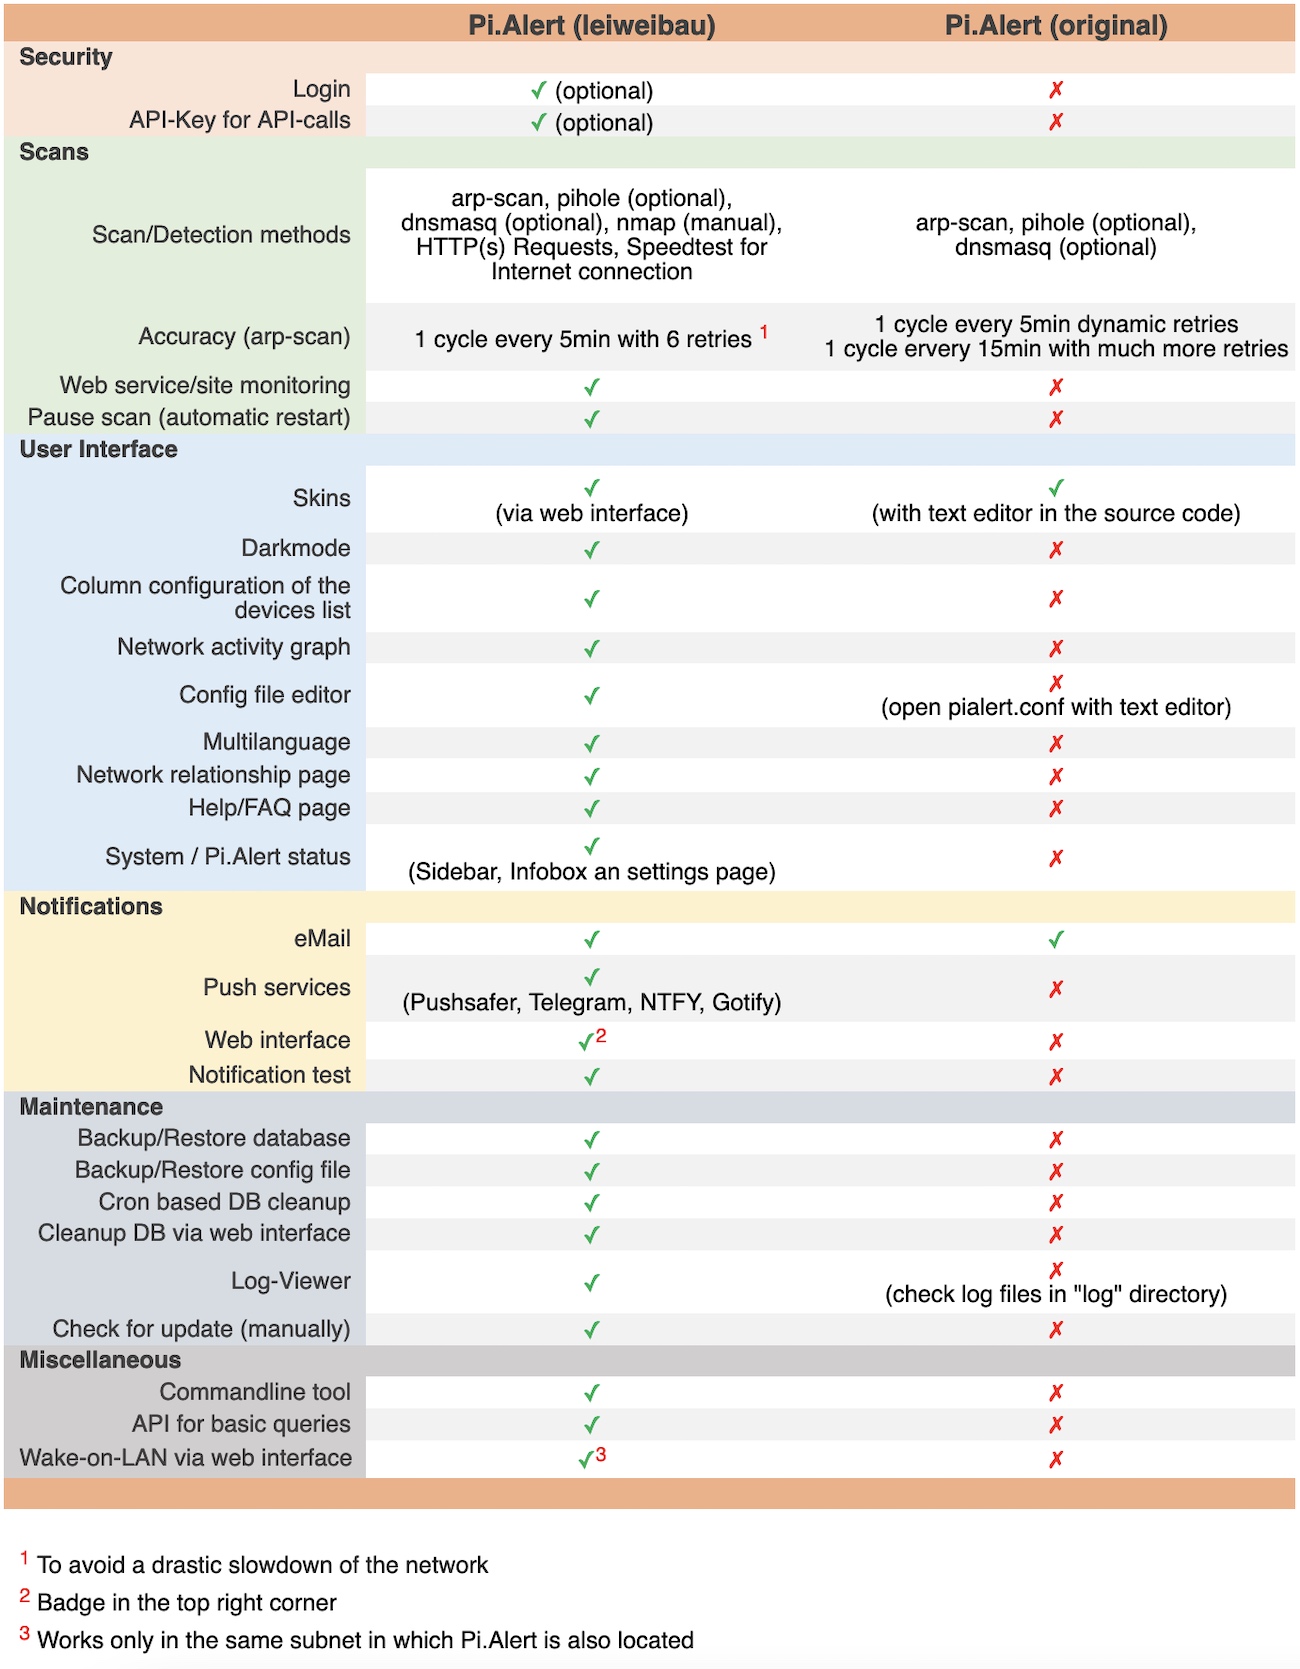 Pi.Alert (leiweibau) Pi.Alert (original)
Security
Login ✓ (optional) ✗
API-Key for API-calls ✓ (optional) ✗
Scans
Scan/Detection methods
arp-scan, pihole (optional),
dnsmasq (optional), nmap (manual),
HTTP(s) Requests, Speedtest for
Internet connection
arp-scan, pihole (optional),
dnsmasq (optional)
Accuracy (arp-scan)
1 cycle every 5min with 6 retries 1
1 cycle every 5min dynamic retries
1 cycle ervery 15min with much more retries
Web service/site monitoring ✓ ✗
Pause scan (automatic restart) ✓ ✗
User Interface
Skins
✓
(via web interface)
✓
(with text editor in the source code)
Darkmode ✓ ✗
Column configuration of the
devices list
✓ ✗
Network activity graph ✓ ✗
Config file editor ✓
✗
(open pialert.conf with text editor)
Multilanguage ✓ ✗
Network relationship page ✓ ✗
Help/FAQ page ✓ ✗
System / Pi.Alert status
✓
(Sidebar, Infobox an settings page)
✗
Notifications
eMail ✓ ✓
Push services
✓
(Pushsafer, Telegram, NTFY, Gotify)
✗
Web interface ✓2 ✗
Notification test ✓ ✗
Maintenance
Backup/Restore database ✓ ✗
Backup/Restore config file ✓ ✗
Cron based DB cleanup ✓ ✗
Cleanup DB via web interface ✓ ✗
Log-Viewer ✓
✗
(check log files in "log" directory)
Check for update (manually) ✓ ✗
Miscellaneous
Commandline tool ✓ ✗
API for basic queries ✓ ✗
Wake-on-LAN via web interface ✓3 ✗
1 To avoid a drastic slowdown of the network
2 Badge in the top right corner
3 Works only in the same subnet in which Pi.Alert is also located